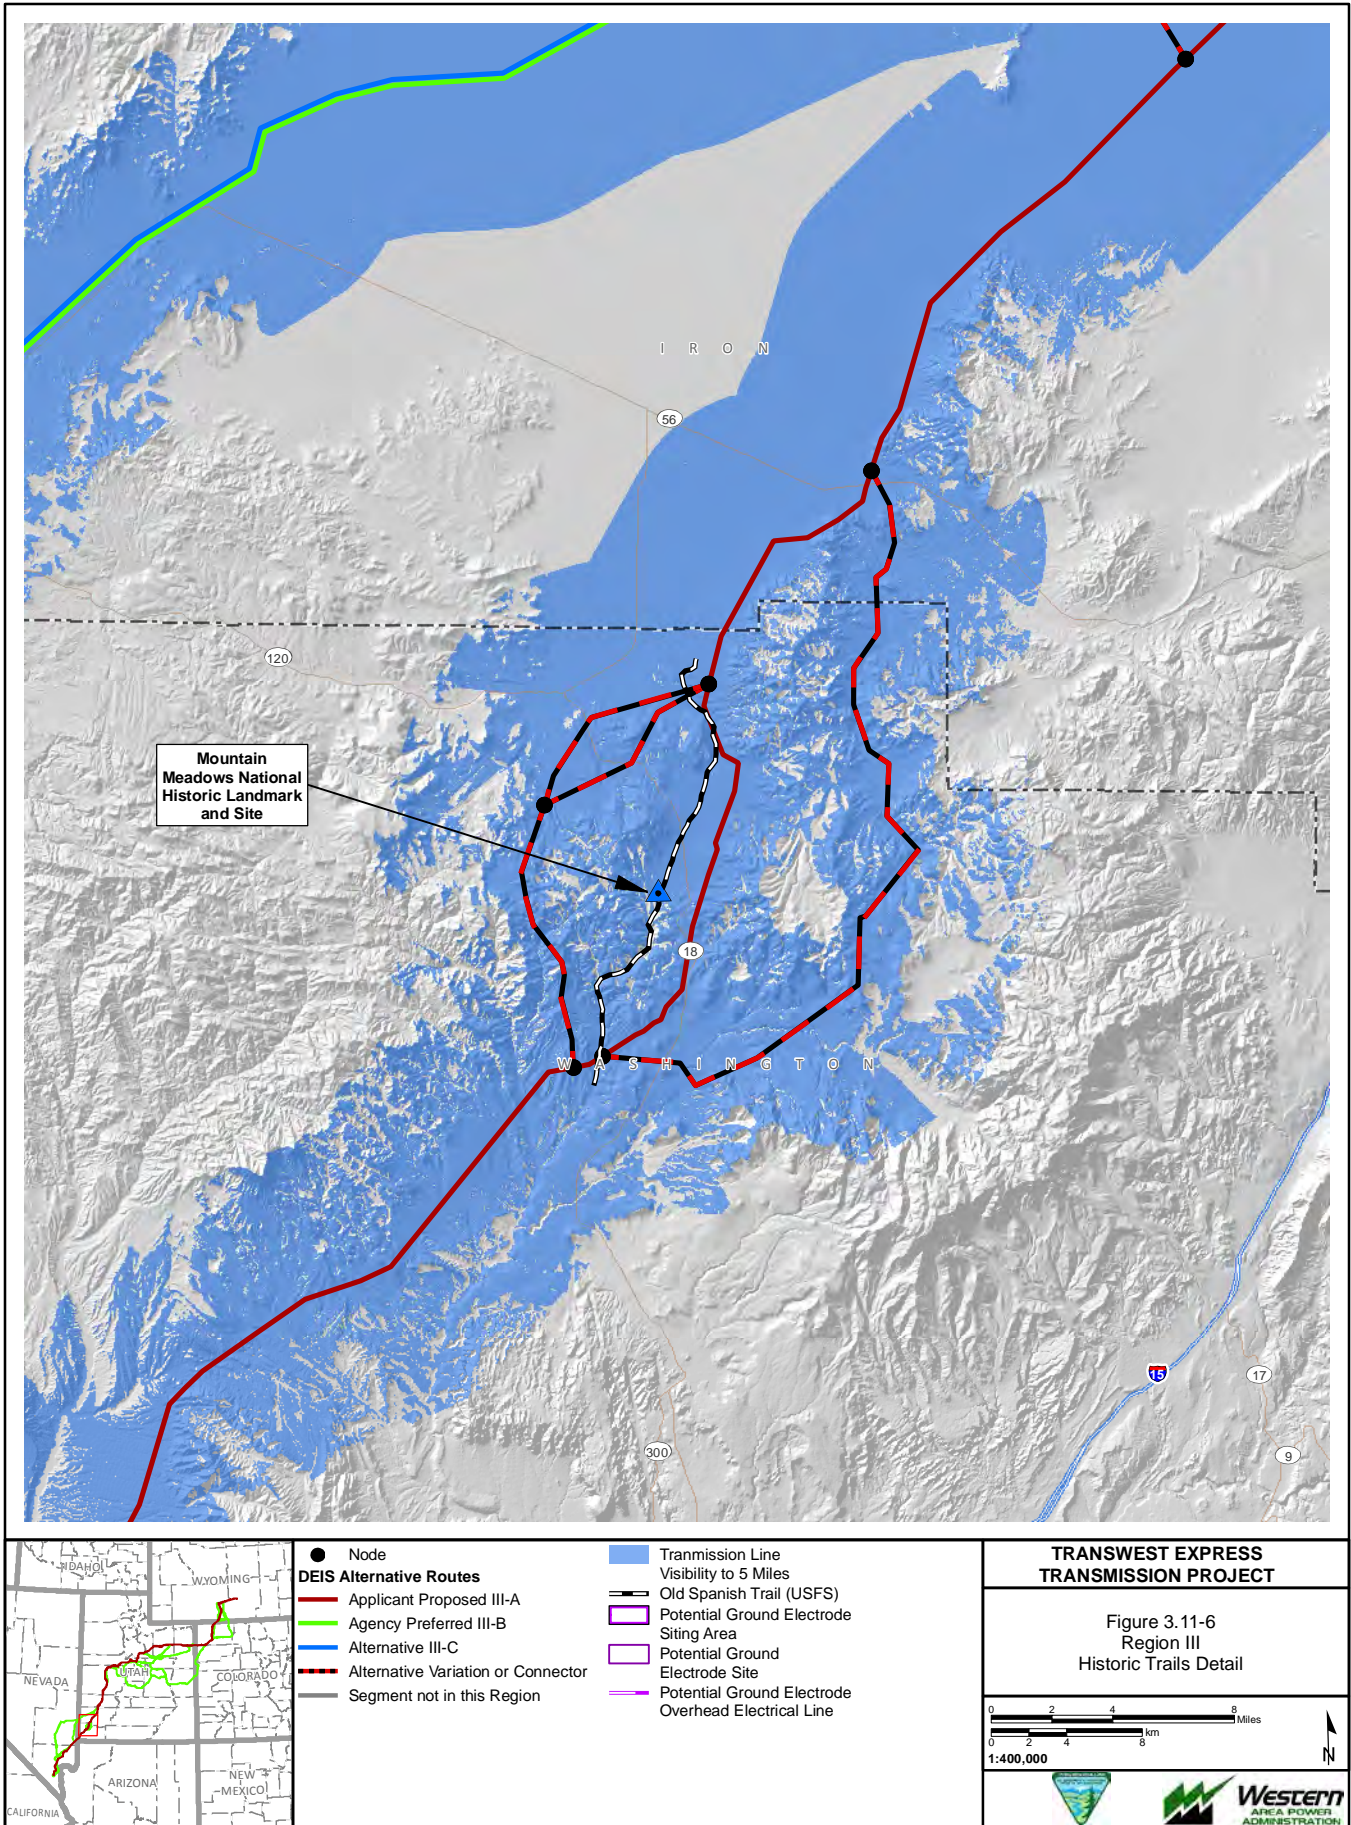 I R O N
56
120
Mountain
Meadows National
Historic Landmark
and Site
18
W A S H I N G T O N
15
17
300
9
IDAHO
WYOMING
NEVADA
UTAH
COLORADO
ARIZONA
NEW
MEXICO
CALIFORNIA
Node
DEIS Alternative Routes
Applicant Proposed III-A
Agency Preferred III-B
Alternative III-C
Alternative Variation or Connector
Segment not in this Region
Tranmission Line
Visibility to 5 Miles
Old Spanish Trail (USFS)
Potential Ground Electrode
Siting Area
Potential Ground
Electrode Site
Potential Ground Electrode
Overhead Electrical Line
TRANSWEST EXPRESS
TRANSMISSION PROJECT
Figure 3.11-6
Region III
Historic Trails Detail
0 2 4 8 Miles
0 2 4 8 km
1:400,000
N
Western
AREA POWER
ADMINISTRATION